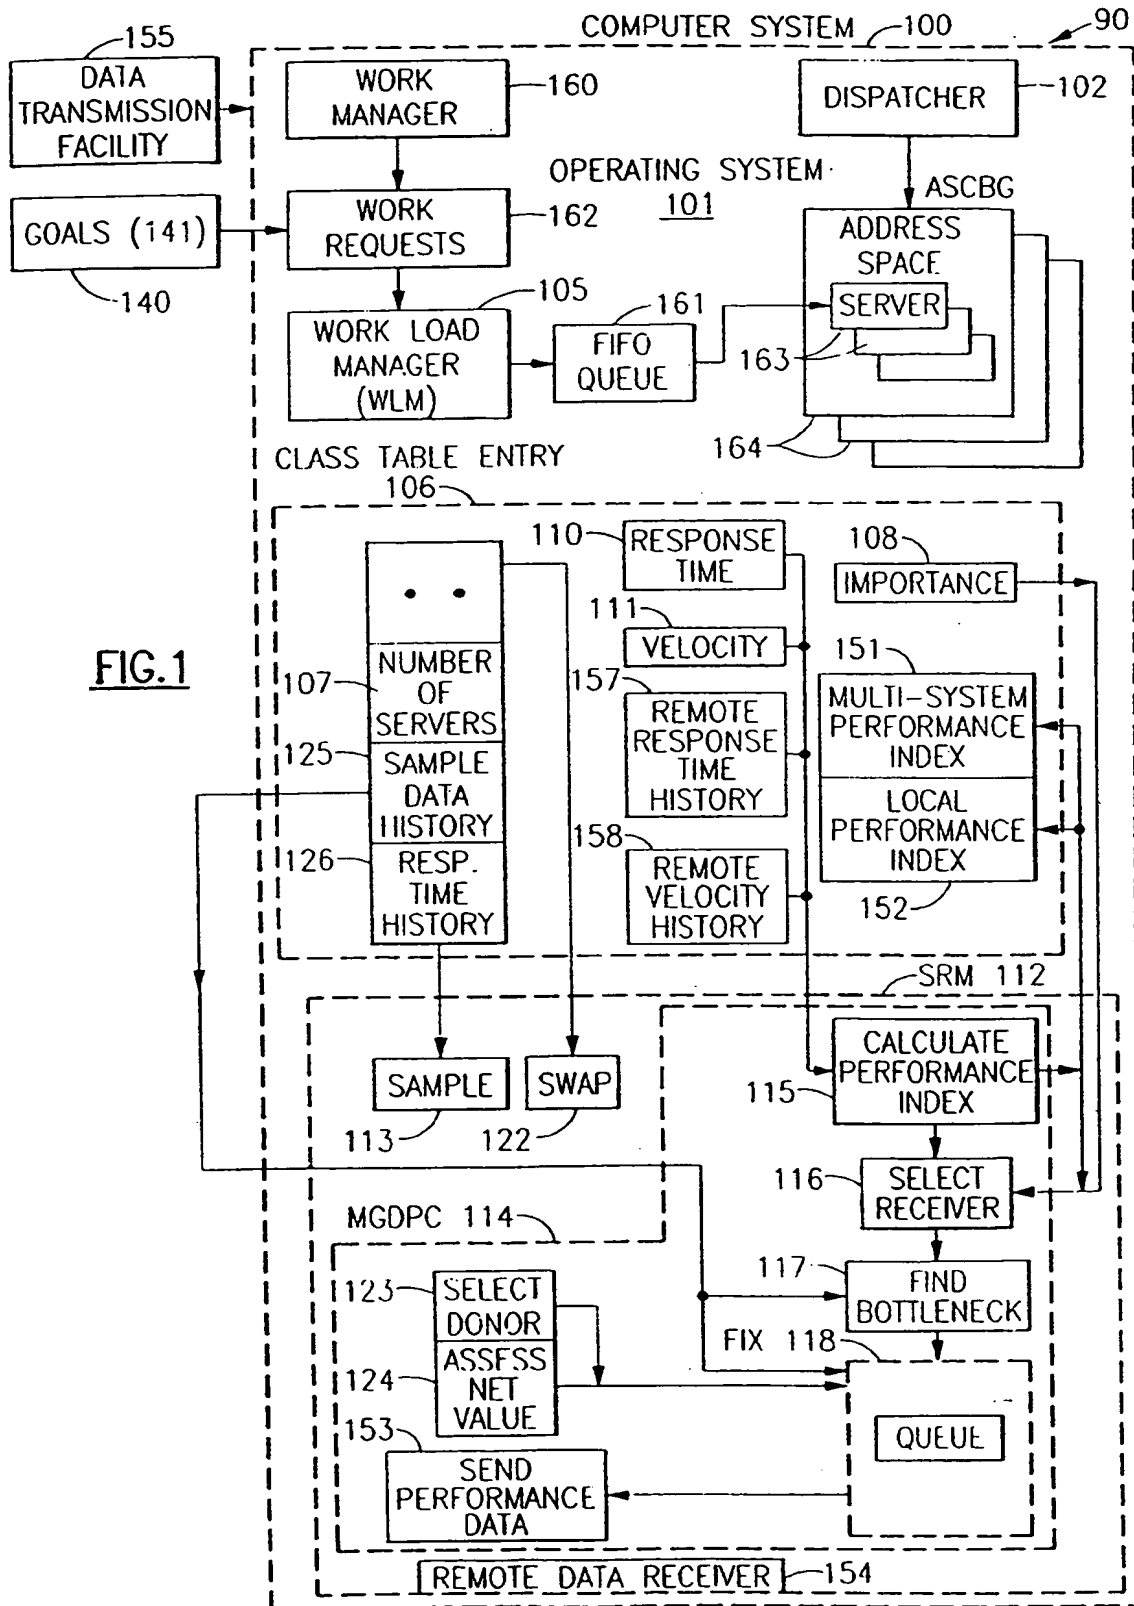 COMPUTER SYSTEM 100 90
155
DATA
TRANSMISSION
FACILITY
WORK
MANAGER
160
DISPATCHER
102
OPERATING SYSTEM
101
ASCBG
GOALS (141)
140
WORK
REQUESTS
162
ADDRESS
SPACE
SERVER
163
164
105
WORK LOAD
MANAGER
(WLM)
161
FIFO
QUEUE
CLASS TABLE ENTRY
106
FIG.1
107
NUMBER
OF
SERVERS
125
SAMPLE
DATA
HISTORY
126
RESP.
TIME
HISTORY
110
RESPONSE
TIME
111
VELOCITY
157
REMOTE
RESPONSE
TIME
HISTORY
158
REMOTE
VELOCITY
HISTORY
108
IMPORTANCE
151
MULTI-SYSTEM
PERFORMANCE
INDEX
LOCAL
PERFORMANCE
INDEX
152
SRM 112
SAMPLE
113
SWAP
122
CALCULATE
PERFORMANCE
INDEX
115
116
SELECT
RECEIVER
MGDPC 114
117
FIND
BOTTLENECK
123
SELECT
DONOR
124
ASSESS
NET
VALUE
FIX 118
QUEUE
153
SEND
PERFORMANCE
DATA
REMOTE DATA RECEIVER
154